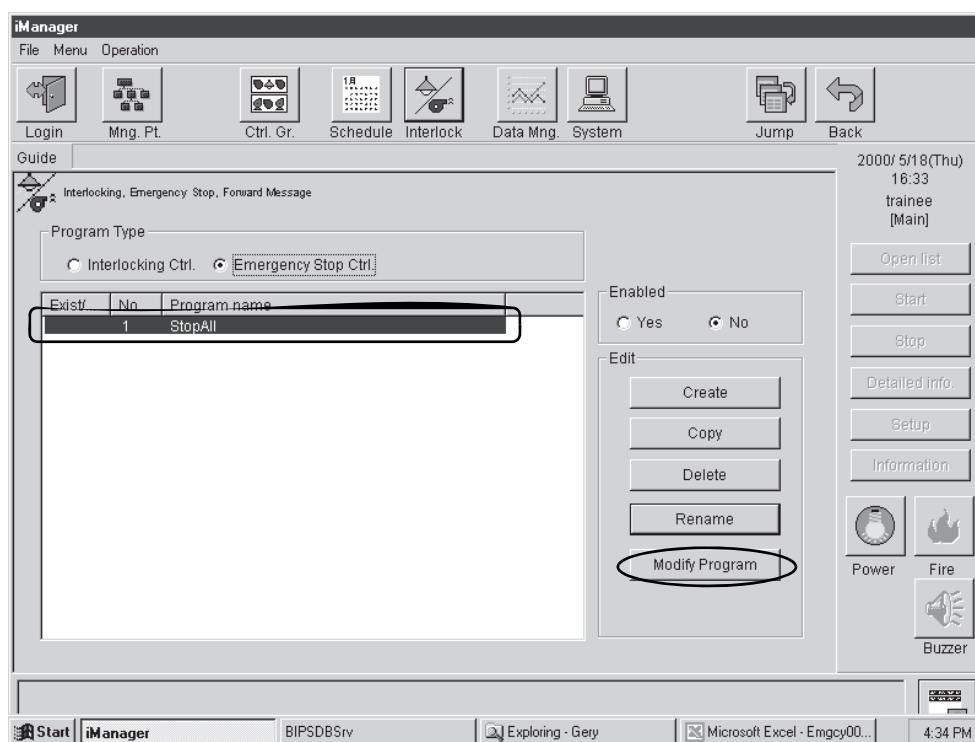 iManager
File Menu Operation
Login Mng. Pt. Ctrl. Gr. Schedule Interlock Data Mng. System Jump Back
1月
Guide
2000/ 5/18(Thu)
16:33
trainee
[Main]
Interlocking, Emergency Stop, Forward Message
Program Type
Interlocking Ctrl. Emergency Stop Ctrl.
Exist/... No. Program name
1 StopAll
Enabled
Yes No
Edit
Create
Copy
Delete
Rename
Modify Program
Open list
Start
Stop
Detailed info.
Setup
Information
Power Fire
Buzzer
Start iManager BIPSDBSrv Exploring - Gery Microsoft Excel - Emgcy00... 4:34 PM